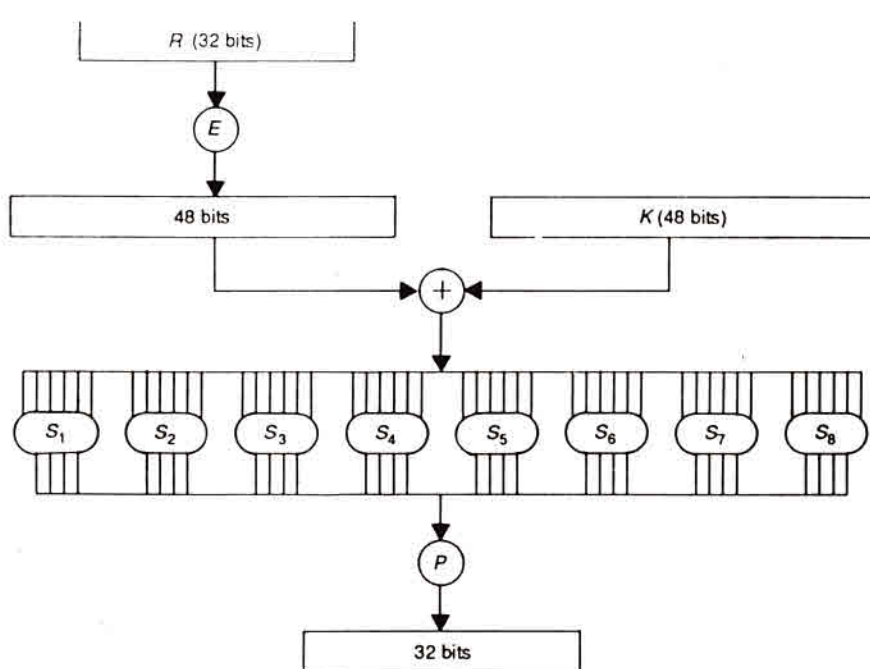 R (32 bits)
E
48 bits
K (48 bits)
+
S1 S2 S3 S4 S5 S6 S7 S8
P
32 bits